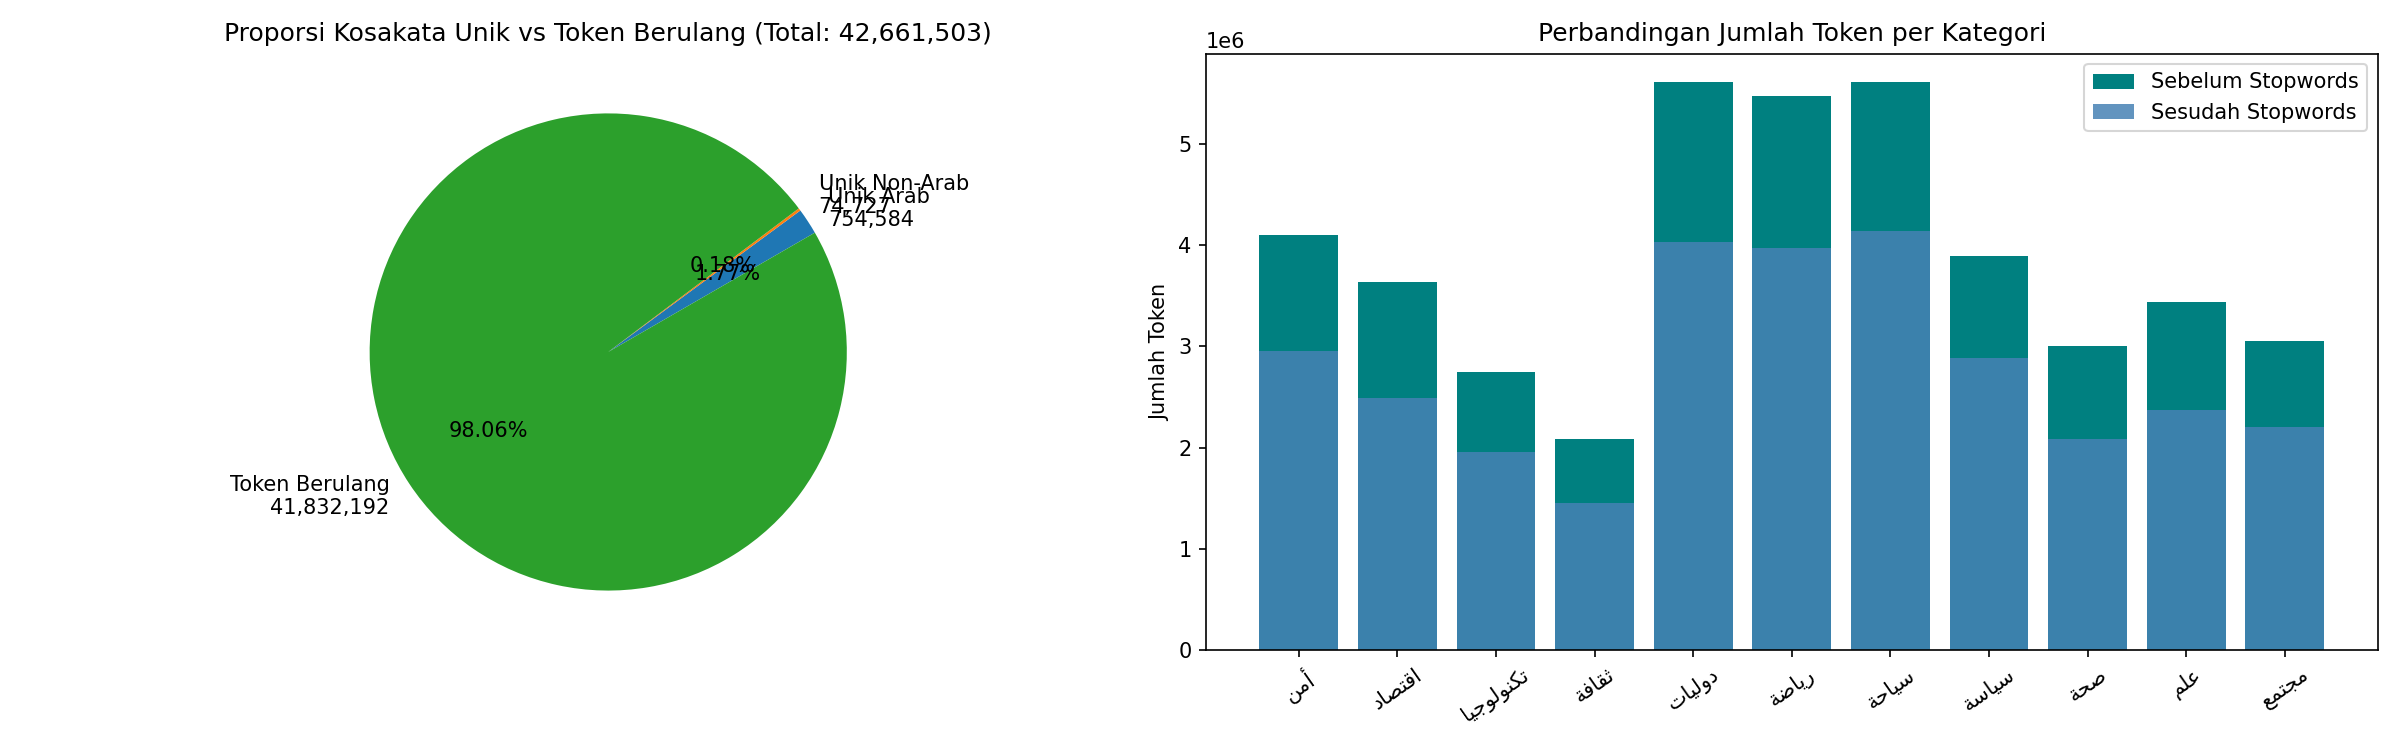 Proporsi Kosakata Unik vs Token Berulang (Total: 42,661,503)
Unik Non-Arab
74,727
Unik Arab
754,584
0.18%
1.77%
98.06%
Token Berulang
41,832,192
Perbandingan Jumlah Token per Kategori
1e6
Sebelum Stopwords
Sesudah Stopwords
Jumlah Token
5
4
3
2
1
0
أمن
اقتصاد
تكنولوجيا
ثقافة
دوليات
رياضة
سياحة
سياسة
صحة
علم
مجتمع